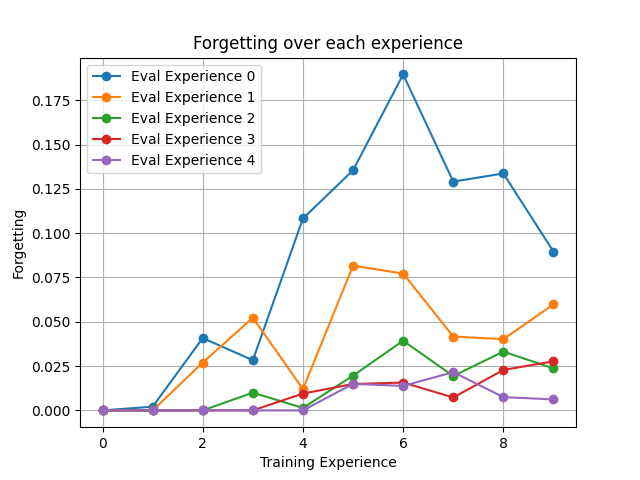 Forgetting over each experience
Eval Experience 0
Eval Experience 1
Eval Experience 2
Eval Experience 3
Eval Experience 4
0.175
0.150
0.125
0.100
0.075
0.050
0.025
0.000
Forgetting
0 2 4 6 8
Training Experience